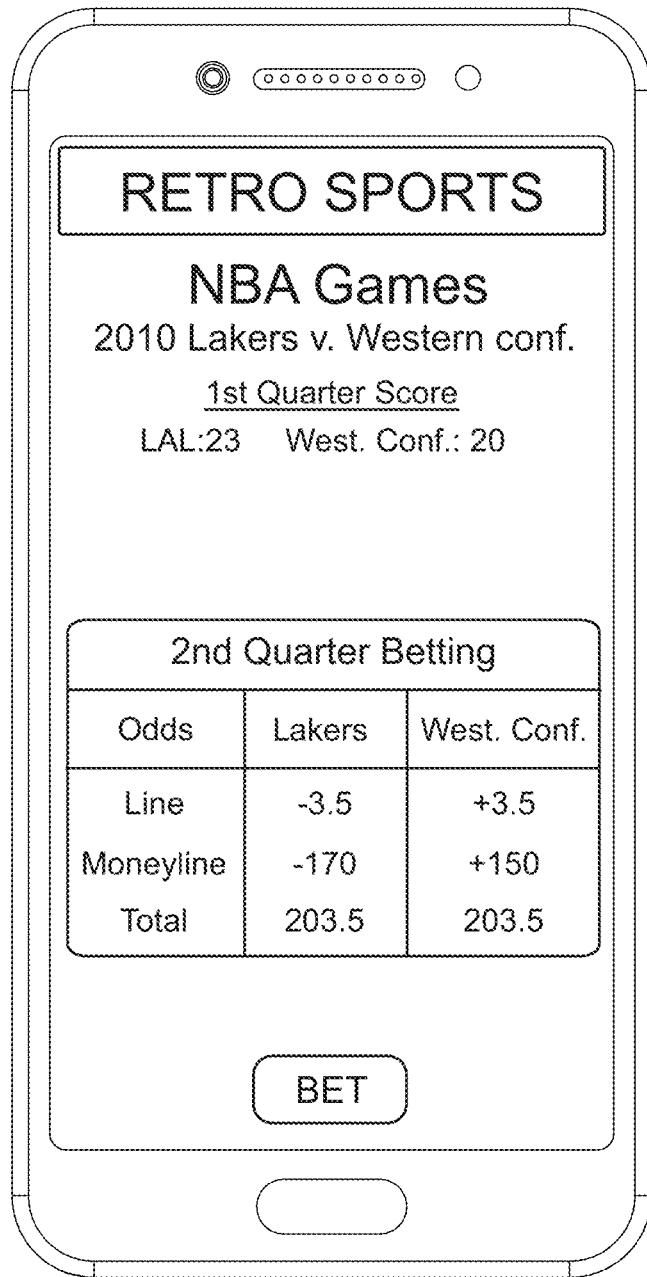 RETRO SPORTS
NBA Games
2010 Lakers v. Western conf.
1st Quarter Score
LAL:23 West. Conf.: 20
2nd Quarter Betting
Odds Lakers West. Conf.
Line -3.5 +3.5
Moneyline -170 +150
Total 203.5 203.5
BET